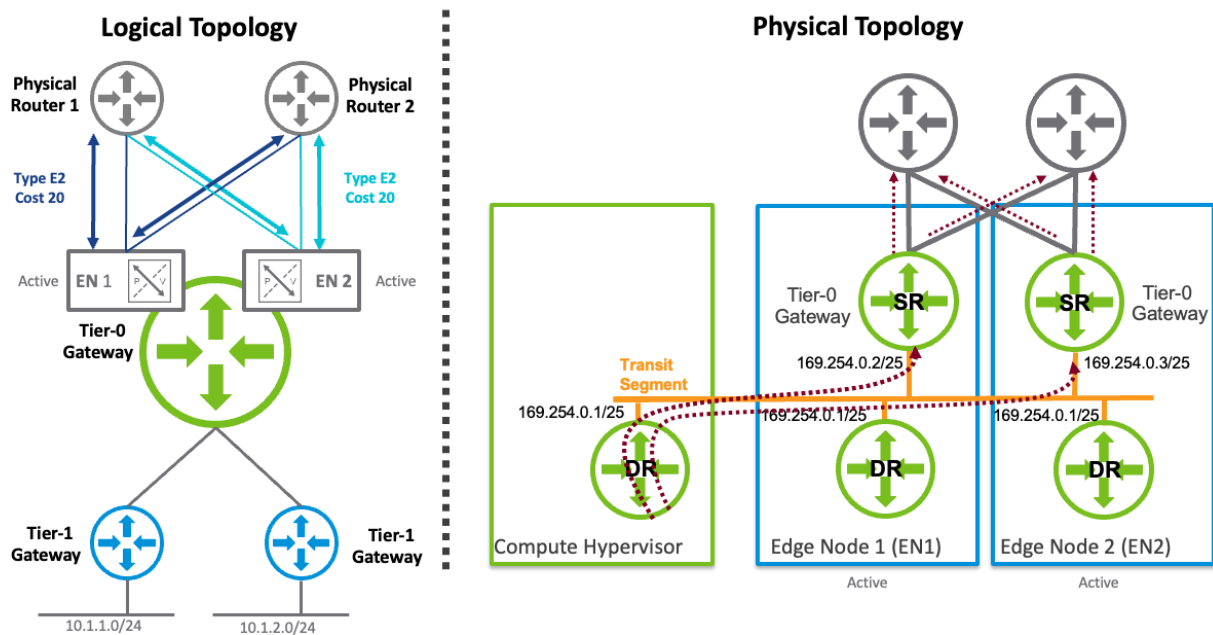 Logical Topology
Physical
Router 1
Physical
Router 2
Type E2
Cost 20
Type E2
Cost 20
Active
EN 1
P
V
P
V
EN 2
Active
Tier-0
Gateway
Tier-1
Gateway
Tier-1
Gateway
10.1.1.0/24
10.1.2.0/24
Physical Topology
Tier-0
Gateway
SR
SR
Tier-0
Gateway
169.254.0.2/25
169.254.0.3/25
Transit
Segment
169.254.0.1/25
169.254.0.1/25
169.254.0.1/25
DR
DR
DR
Compute Hypervisor
Edge Node 1 (EN1)
Edge Node 2 (EN2)
Active
Active